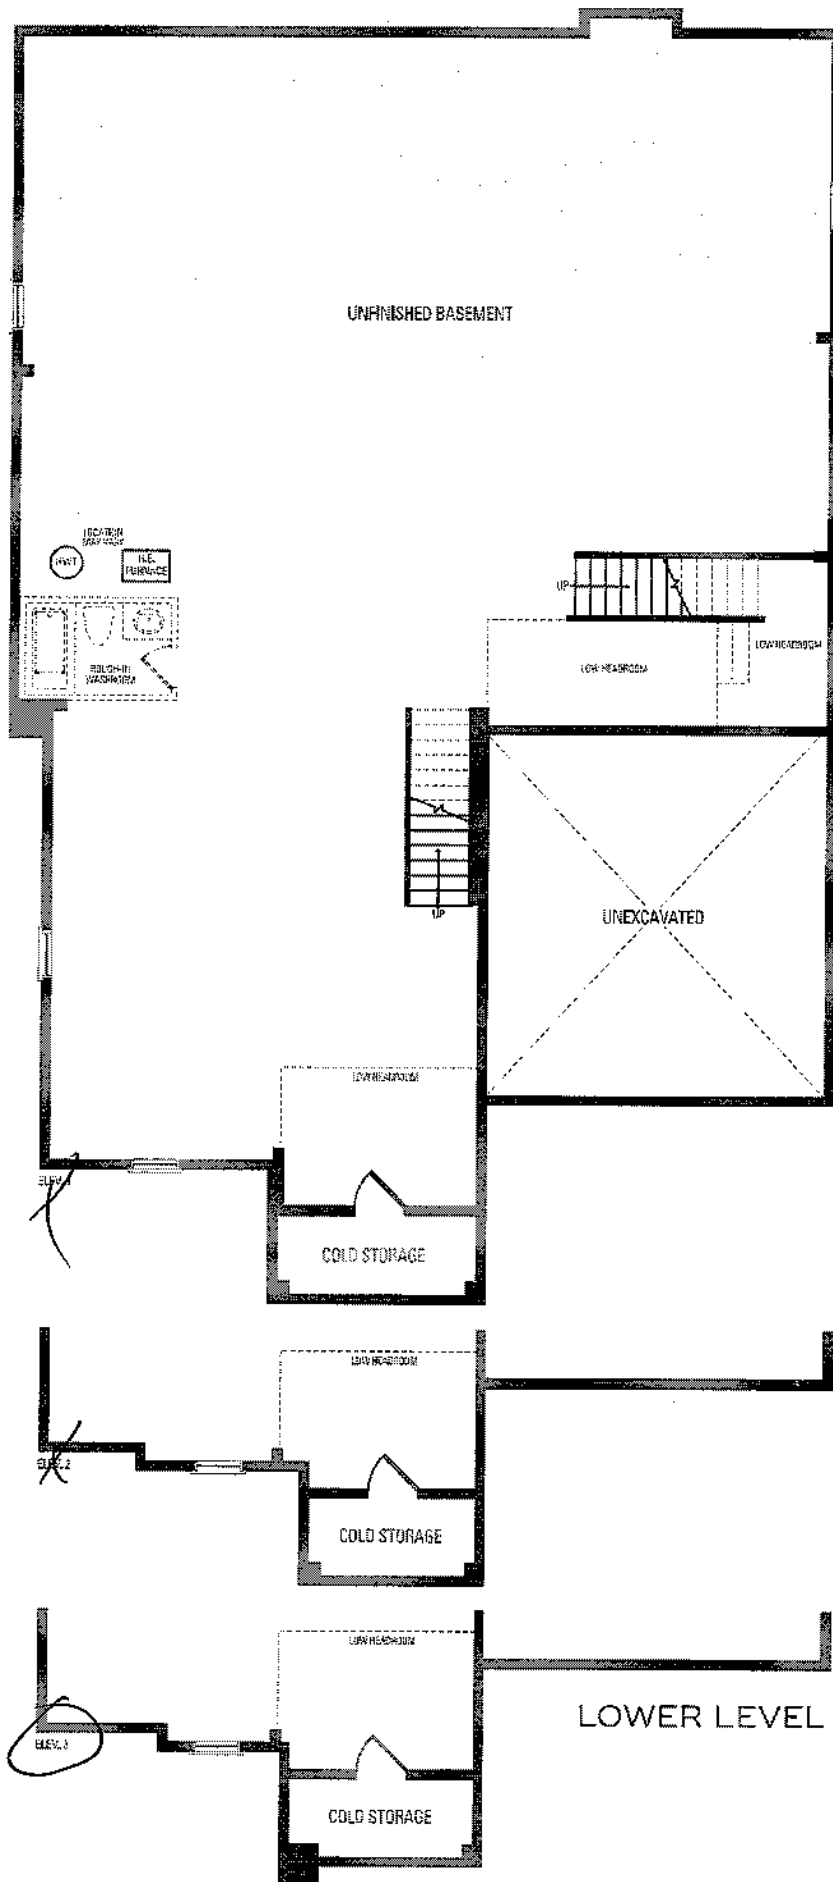 UNFINISHED BASEMENT
LOCATION
HWT
H.E.
FURNACE
UP
LOW HEADROOM
LOW HEADROOM
ROUGH-IN
WASHROOM
UP
UNEXCAVATED
LOW HEADROOM
ELEV. 1
COLD STORAGE
LOW HEADROOM
ELEV. 2
COLD STORAGE
LOW HEADROOM
LOWER LEVEL
ELEV. 3
COLD STORAGE